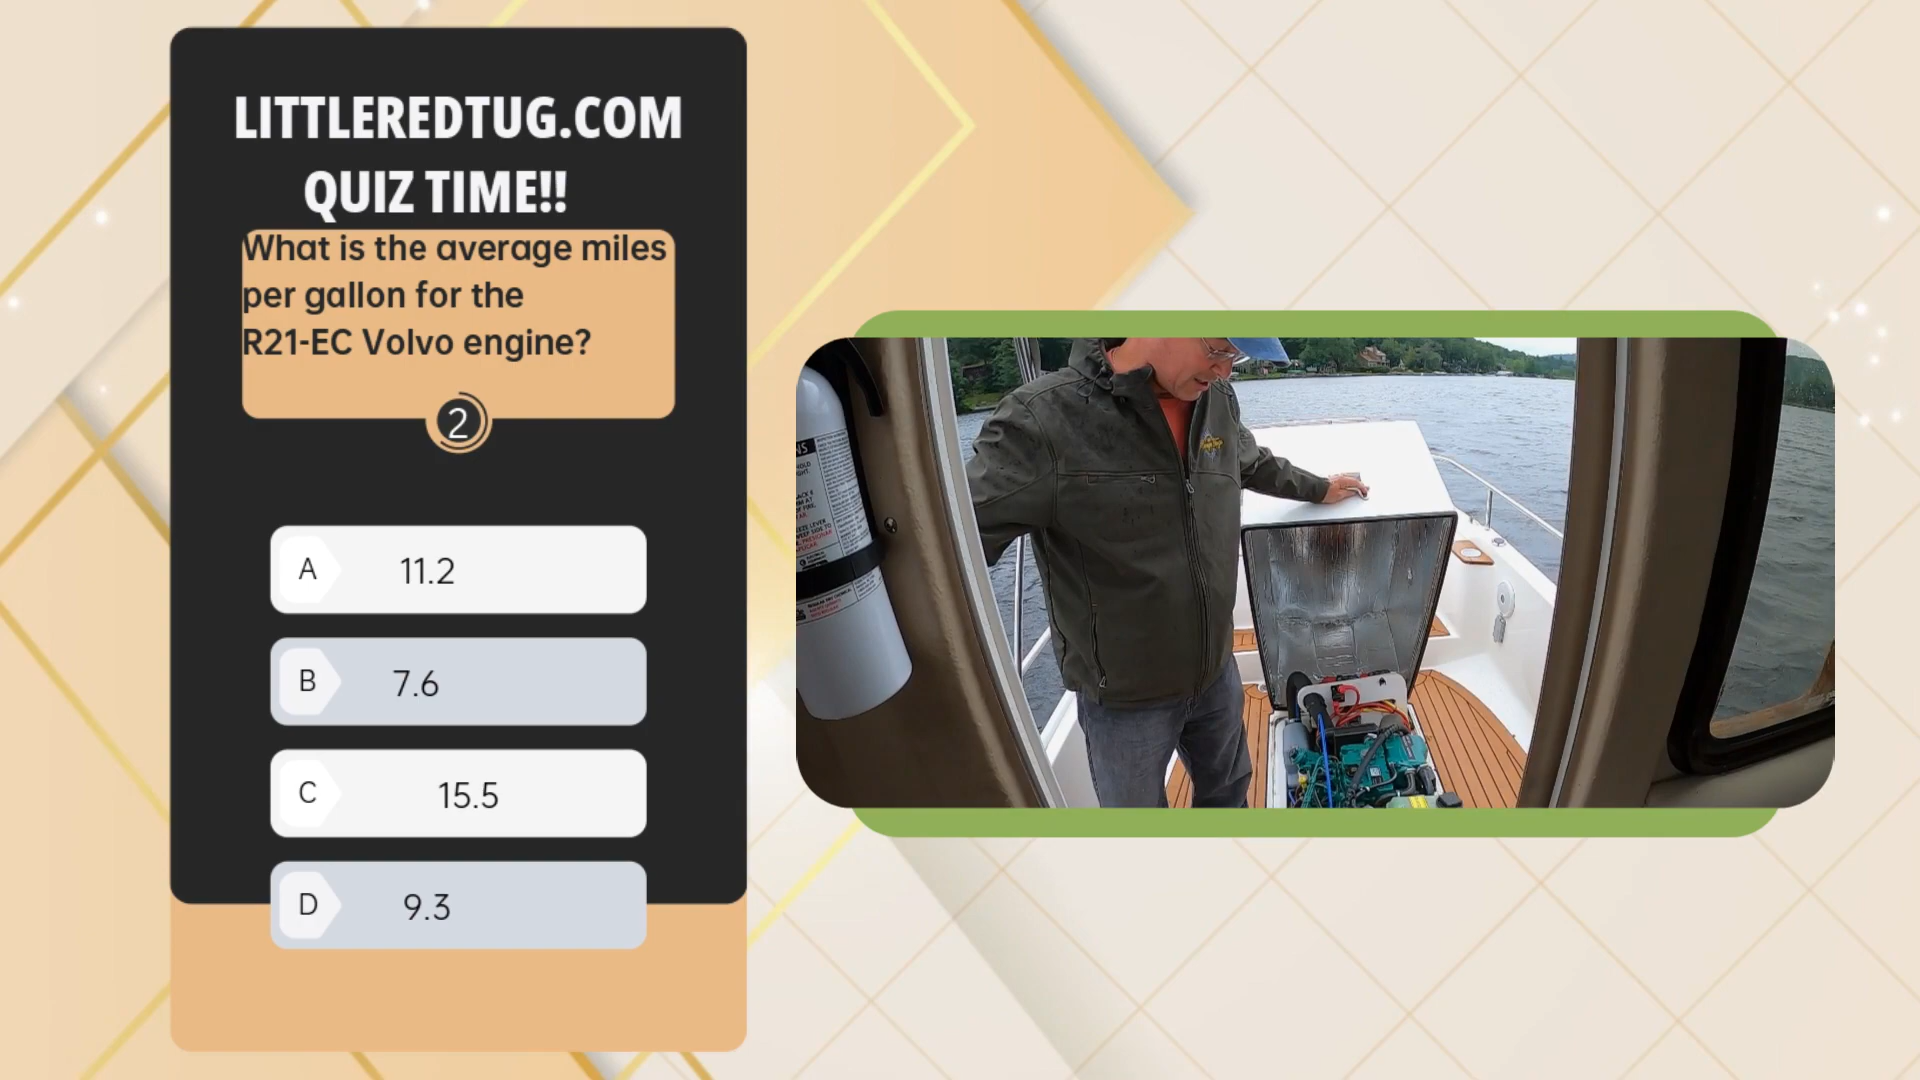 LITTLEREDTUG.COM
QUIZ TIME!!
What is the average miles
per gallon for the
R21-EC Volvo engine?
2
A 11.2
B 7.6
C 15.5
D 9.3